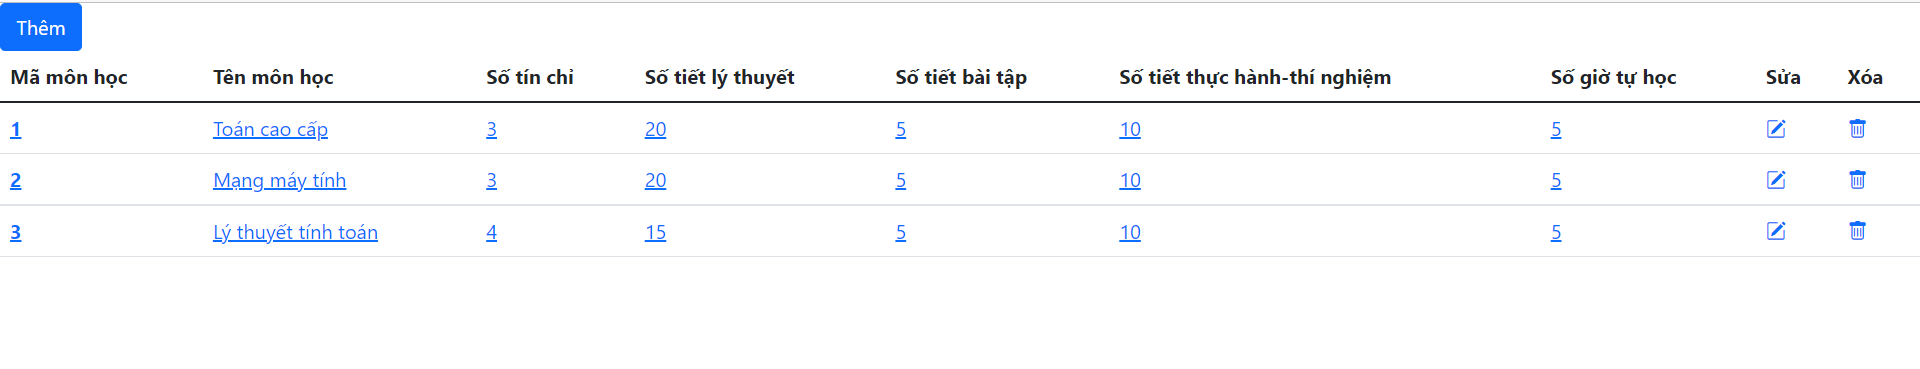 Thêm
Mã môn học Tên môn học Số tín chỉ Số tiết lý thuyết Số tiết bài tập Số tiết thực hành-thí nghiệm Số giờ tự học Sửa Xóa
1 Toán cao cấp 3 20 5 10 5
2 Mạng máy tính 3 20 5 10 5
3 Lý thuyết tính toán 4 15 5 10 5